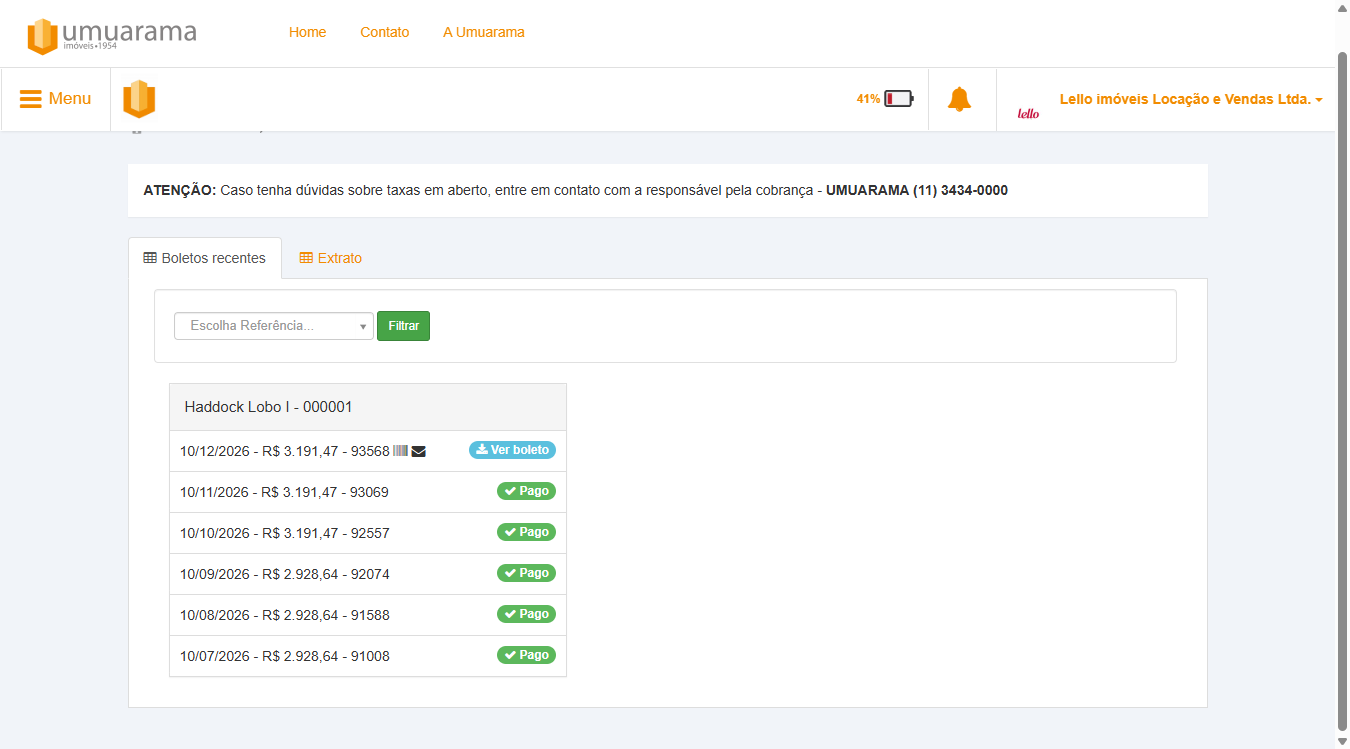 umuarama
imóveis•1954
Home Contato A Umuarama
Menu
41%
lello
Lello imóveis Locação e Vendas Ltda.
ATENÇÃO: Caso tenha dúvidas sobre taxas em aberto, entre em contato com a responsável pela cobrança - UMUARAMA (11) 3434-0000
Boletos recentes
Extrato
Escolha Referência...
Filtrar
Haddock Lobo I - 000001
10/12/2026 - R$ 3.191,47 - 93568 Ver boleto
10/11/2026 - R$ 3.191,47 - 93069 Pago
10/10/2026 - R$ 3.191,47 - 92557 Pago
10/09/2026 - R$ 2.928,64 - 92074 Pago
10/08/2026 - R$ 2.928,64 - 91588 Pago
10/07/2026 - R$ 2.928,64 - 91008 Pago